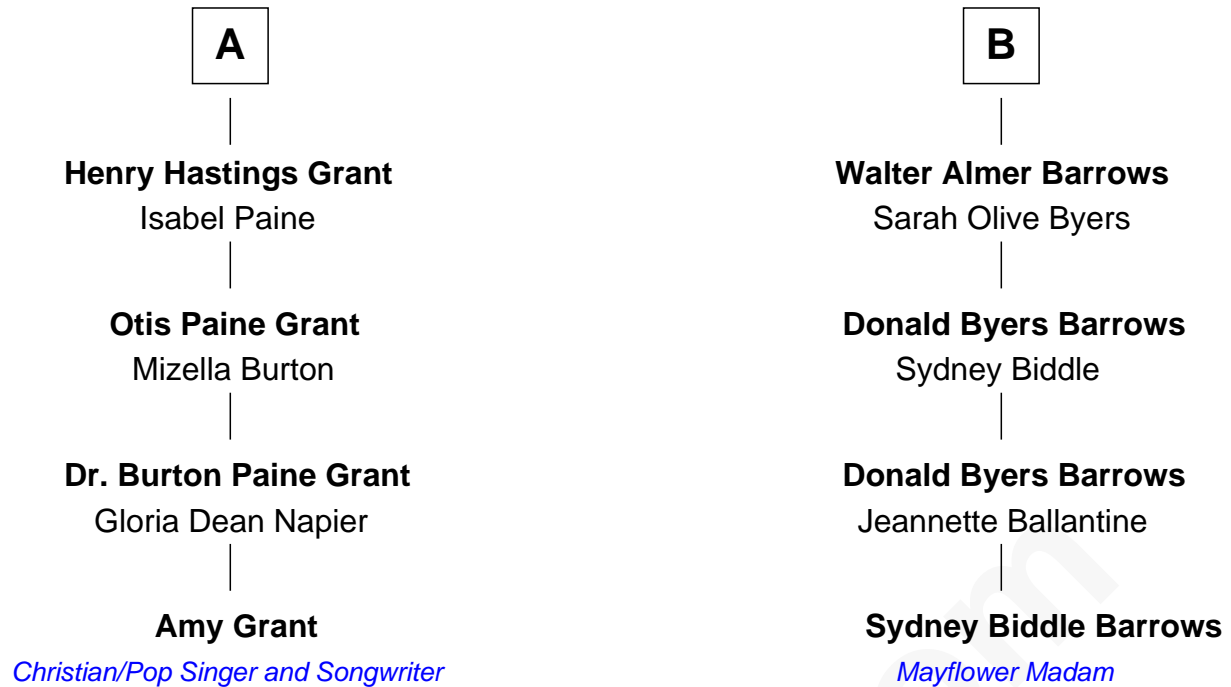 A
Henry Hastings Grant
Isabel Paine
Otis Paine Grant
Mizella Burton
Dr. Burton Paine Grant
Gloria Dean Napier
Amy Grant
Christian/Pop Singer and Songwriter
B
Walter Almer Barrows
Sarah Olive Byers
Donald Byers Barrows
Sydney Biddle
Donald Byers Barrows
Jeannette Ballantine
Sydney Biddle Barrows
Mayflower Madam